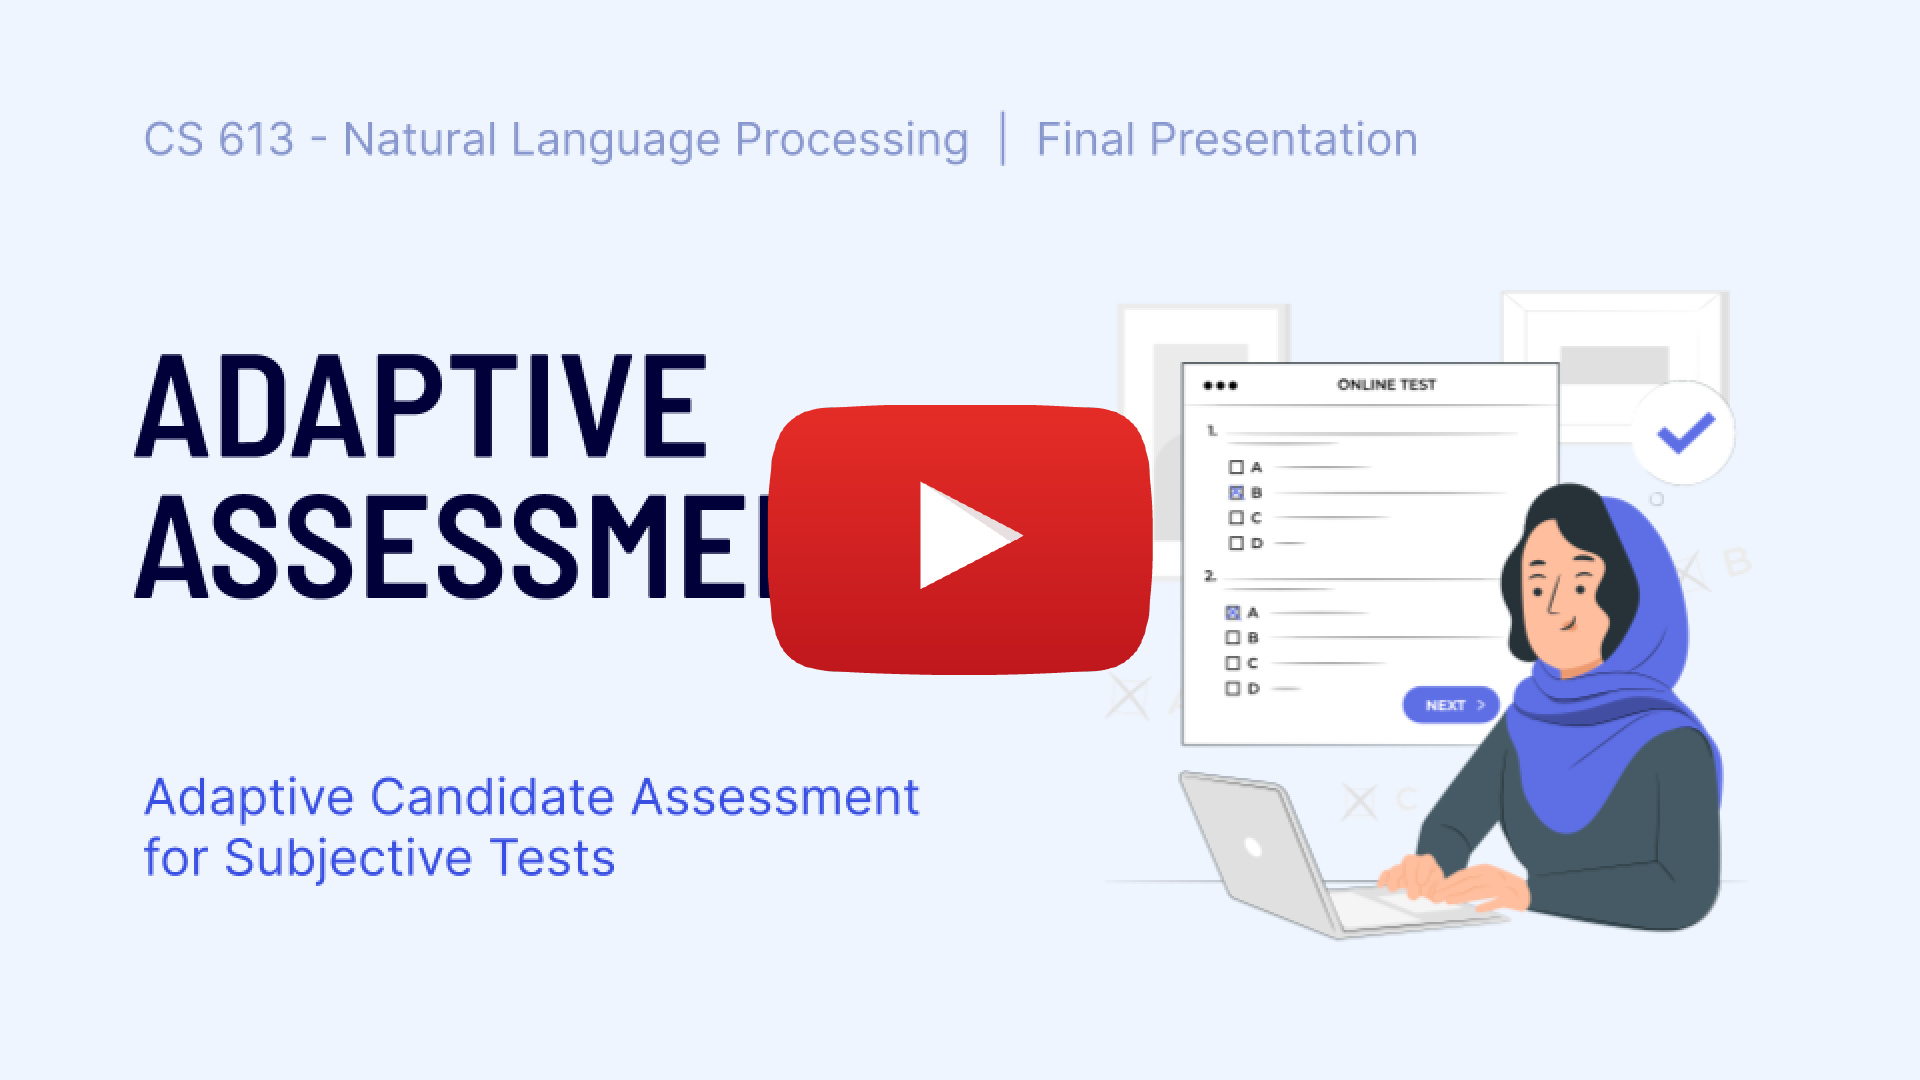 CS 613 - Natural Language Processing | Final Presentation
ADAPTIVE
ONLINE TEST
1.
A
B
C
D
2.
A
B
C
D
NEXT >
B
A
C
Adaptive Candidate Assessment
for Subjective Tests